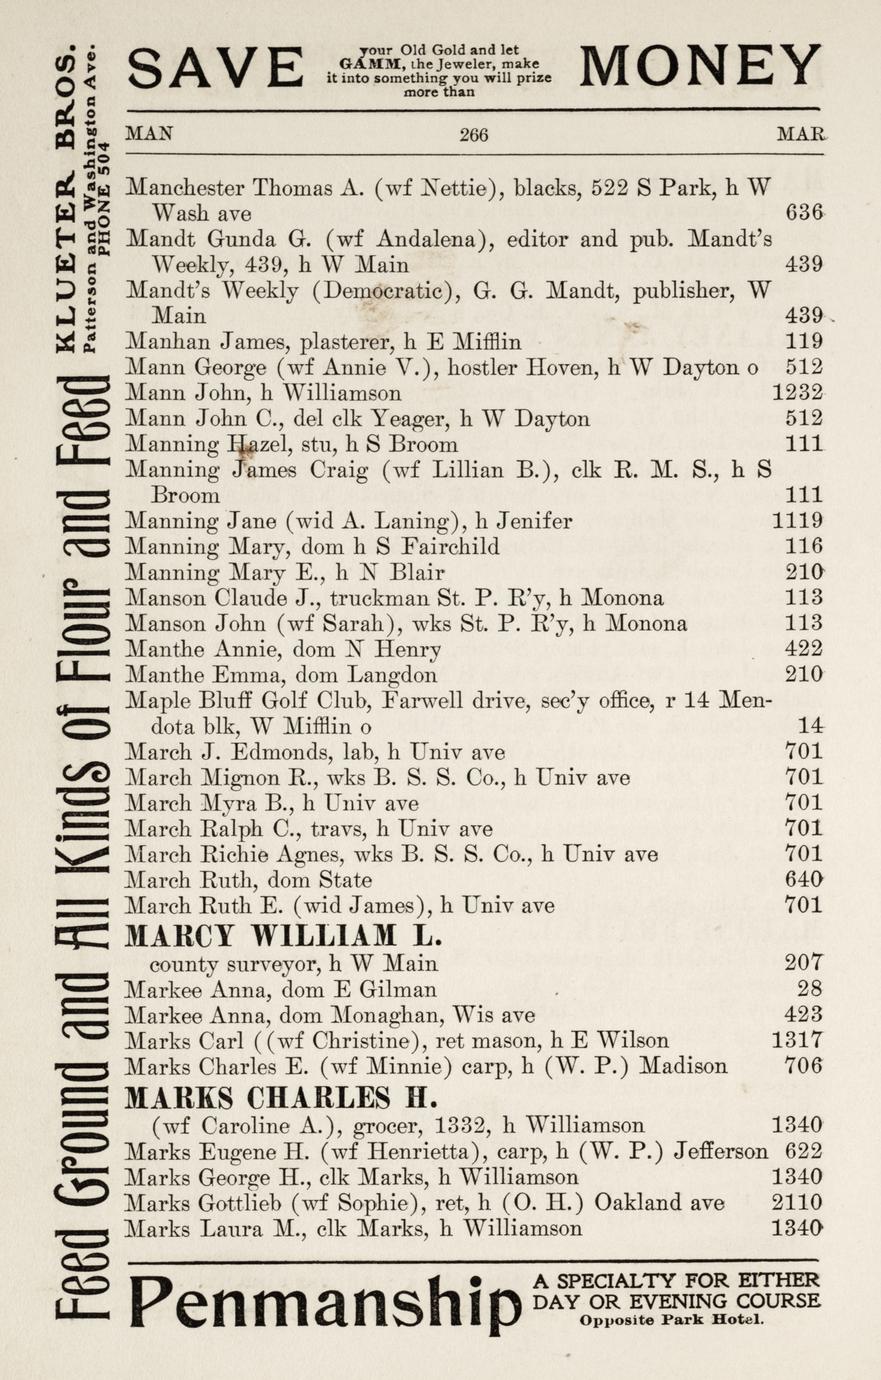 SAVE
your Old Gold and let
GAMM, the Jeweler, make
it into something you will prize
more than
MONEY
MAN 266 MAR
Manchester Thomas A. (wf Nettie), blacks, 522 S Park, h W
Wash ave 636
Mandt Gunda G. (wf Andalena), editor and pub. Mandt's
Weekly, 439, h W Main 439
Mandt's Weekly (Democratic), G. G. Mandt, publisher, W
Main 439
Manhan James, plasterer, h E Mifflin 119
Mann George (wf Annie V.), hostler Hoven, h W Dayton o 512
Mann John, h Williamson 1232
Mann John C., del clk Yeager, h W Dayton 512
Manning Hazel, stu, h S Broom 111
Manning James Craig (wf Lillian B.), clk R. M. S., h S
Broom 111
Manning Jane (wid A. Laning), h Jenifer 1119
Manning Mary, dom h S Fairchild 116
Manning Mary E., h N Blair 210
Manson Claude J., truckman St. P. R'y, h Monona 113
Manson John (wf Sarah), wks St. P. R'y, h Monona 113
Manthe Annie, dom N Henry 422
Manthe Emma, dom Langdon 210
Maple Bluff Golf Club, Farwell drive, sec'y office, r 14 Men-
dota blk, W Mifflin o 14
March J. Edmonds, lab, h Univ ave 701
March Mignon R., wks B. S. S. Co., h Univ ave 701
March Myra B., h Univ ave 701
March Ralph C., travs, h Univ ave 701
March Richie Agnes, wks B. S. S. Co., h Univ ave 701
March Ruth, dom State 640
March Ruth E. (wid James), h Univ ave 701
MARCY WILLIAM L.
county surveyor, h W Main 207
Markee Anna, dom E Gilman 28
Markee Anna, dom Monaghan, Wis ave 423
Marks Carl ((wf Christine), ret mason, h E Wilson 1317
Marks Charles E. (wf Minnie) carp, h (W. P.) Madison 706
MARKS CHARLES H.
(wf Caroline A.), grocer, 1332, h Williamson 1340
Marks Eugene H. (wf Henrietta), carp, h (W. P.) Jefferson 622
Marks George H., clk Marks, h Williamson 1340
Marks Gottlieb (wf Sophie), ret, h (O. H.) Oakland ave 2110
Marks Laura M., clk Marks, h Williamson 1340
Penmanship
A SPECIALTY FOR EITHER
DAY OR EVENING COURSE
Opposite Park Hotel.
Feed Ground and All Kinds of Flour and Feed
KLUETER BROS.
Patterson and Washington Ave.
PHONE 504